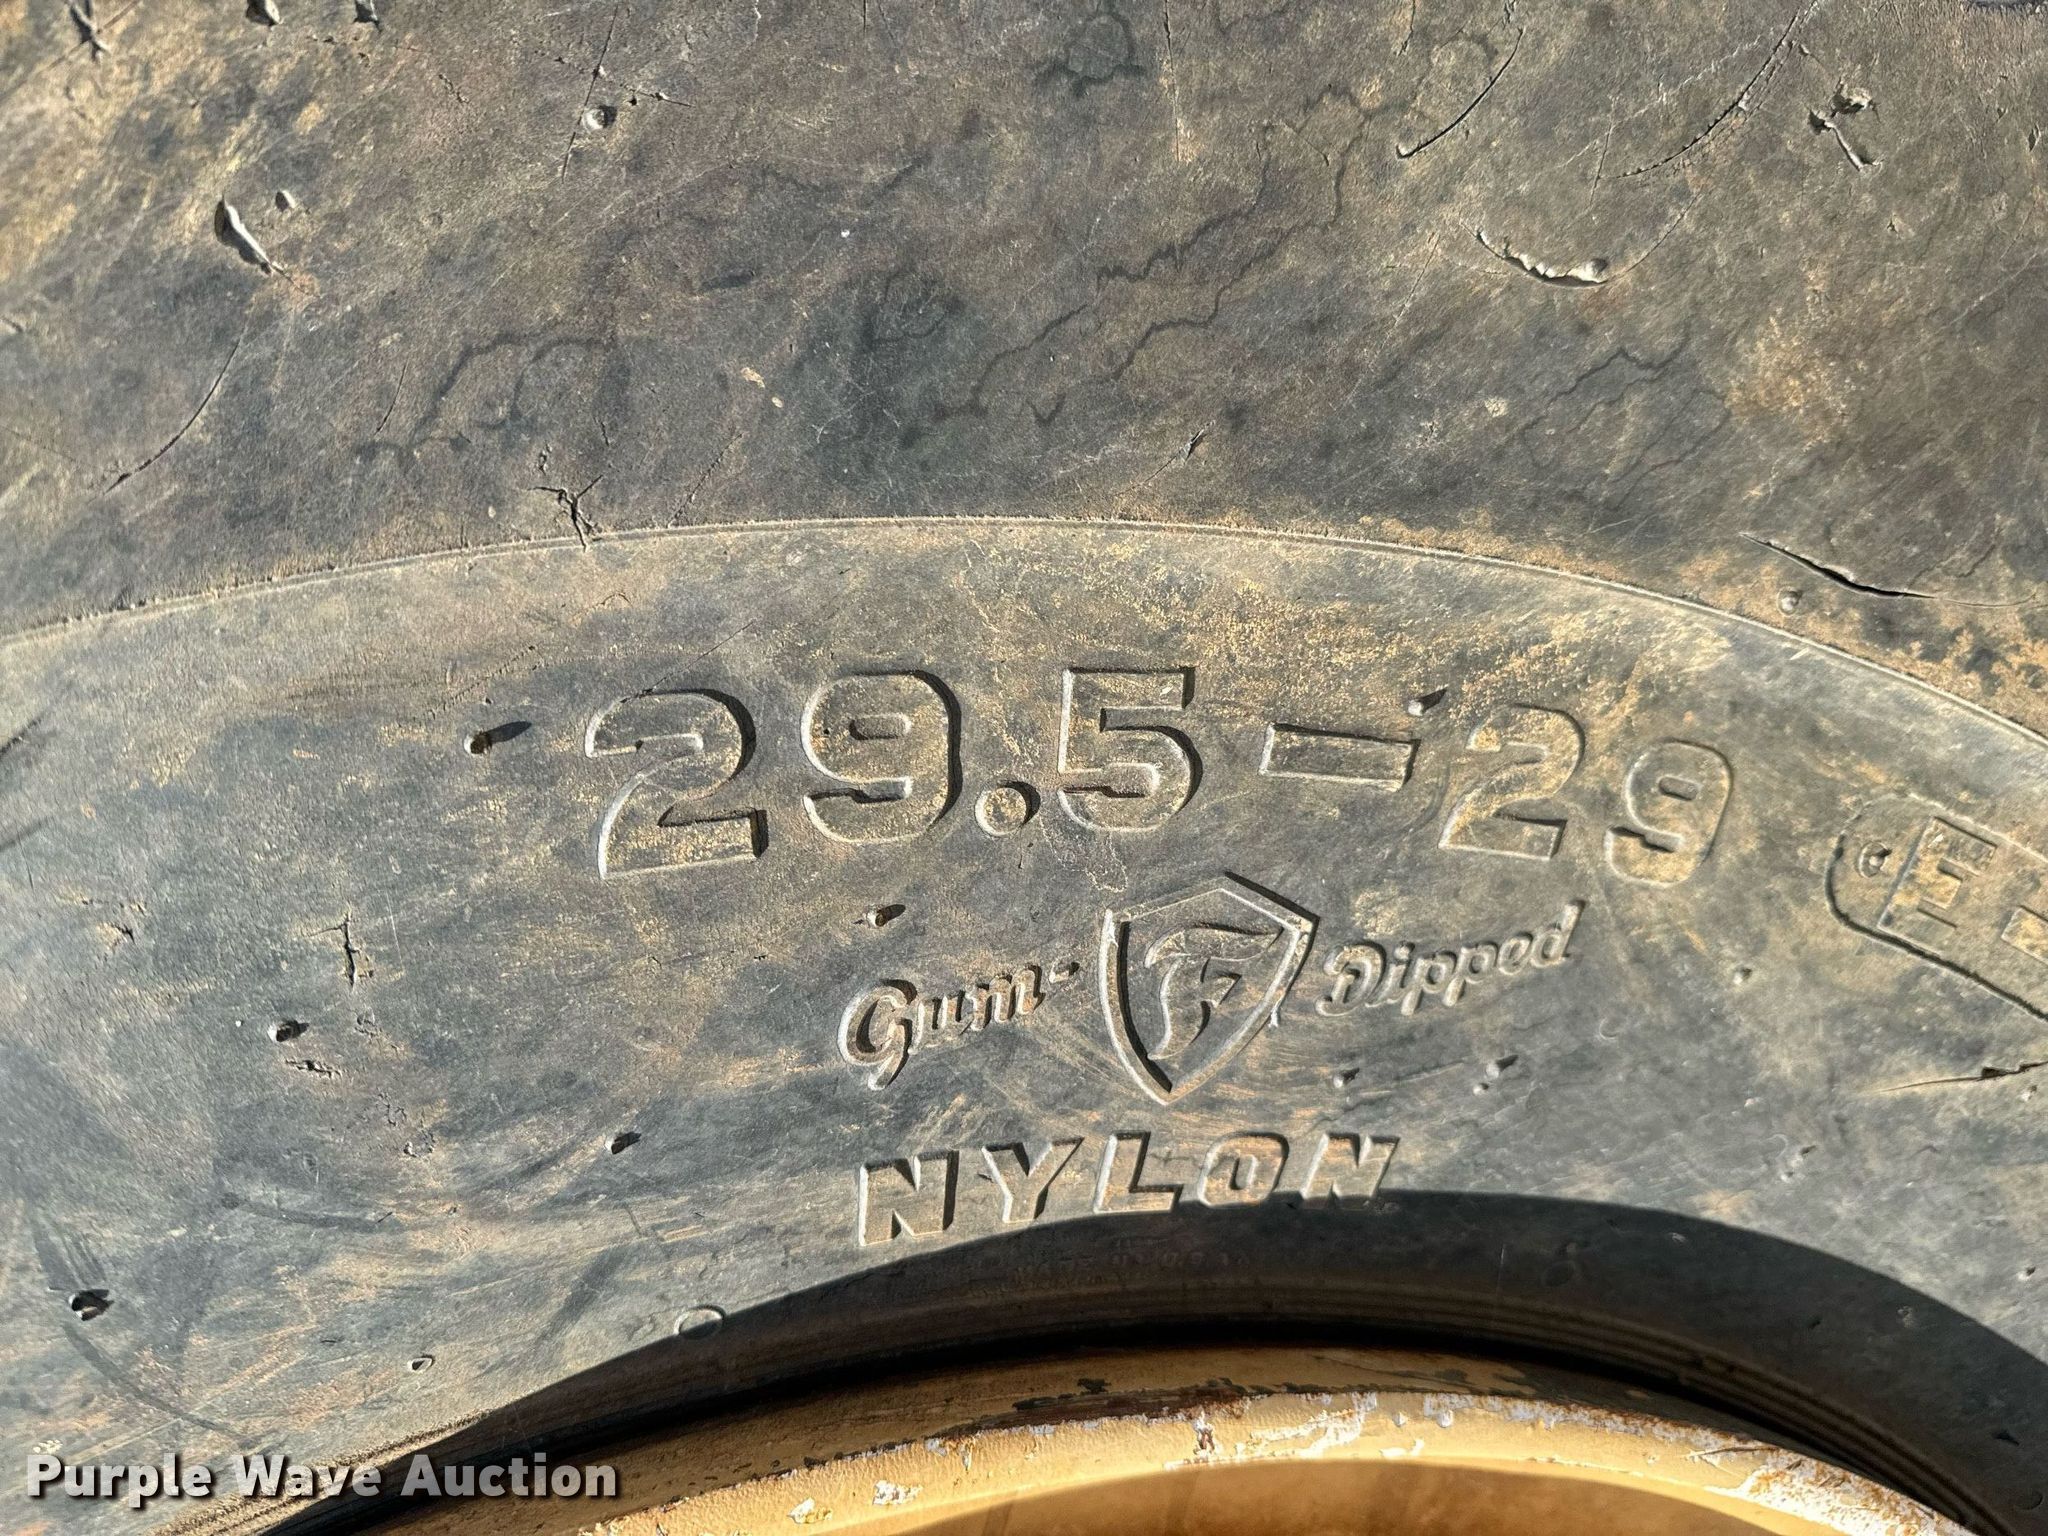 29.5-29
E-
Gum- F Dipped
NYLON
Purple Wave Auction